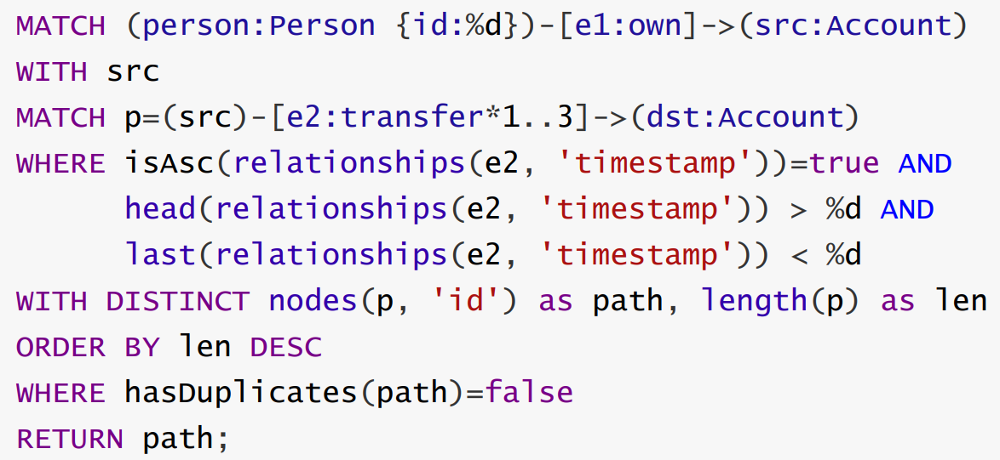 MATCH (person:Person {id:%d})-[e1:own]->(src:Account)
WITH src
MATCH p=(src)-[e2:transfer*1..3]->(dst:Account)
WHERE isAsc(relationships(e2, 'timestamp'))=true AND
head(relationships(e2, 'timestamp')) > %d AND
last(relationships(e2, 'timestamp')) < %d
WITH DISTINCT nodes(p, 'id') as path, length(p) as len
ORDER BY len DESC
WHERE hasDuplicates(path)=false
RETURN path;